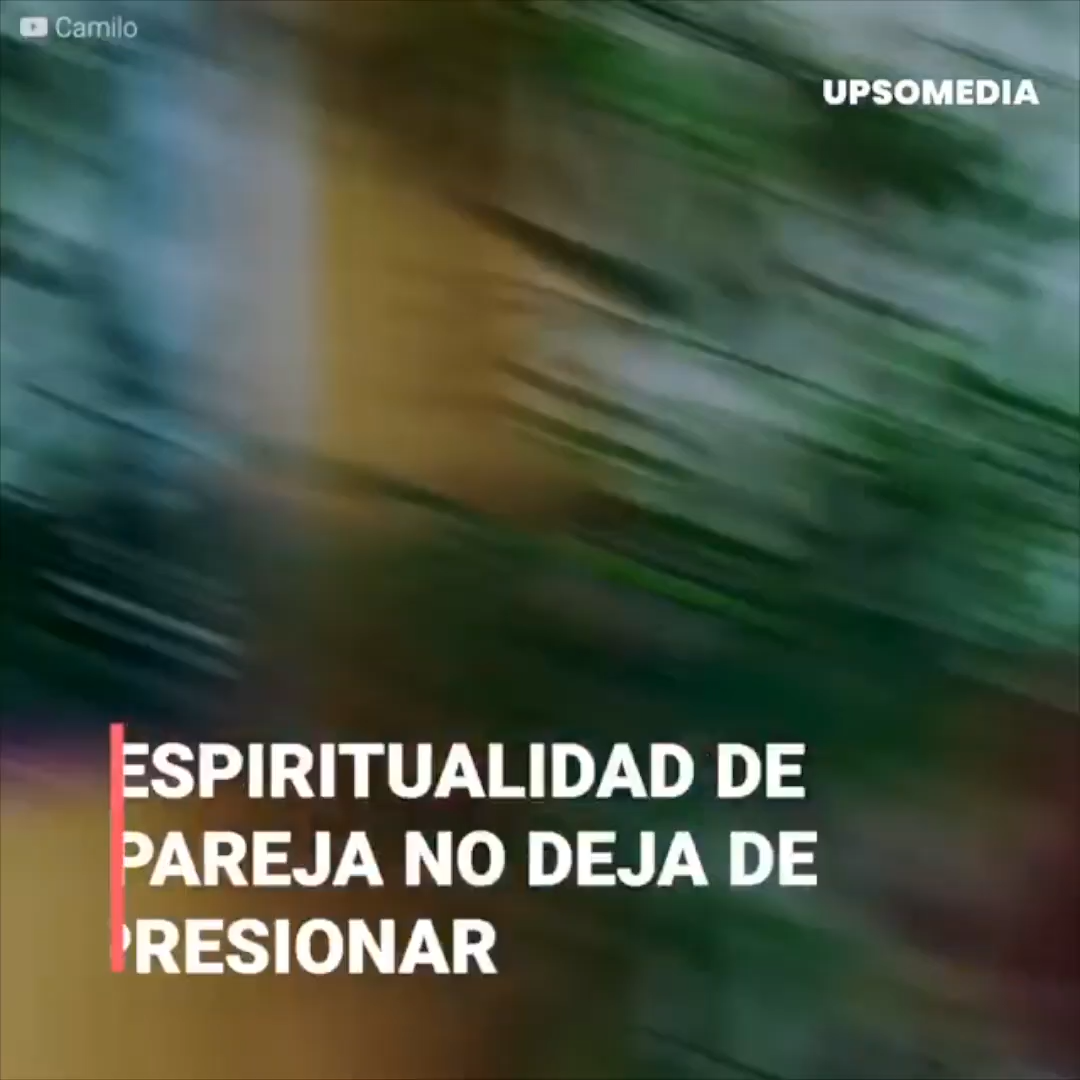 Camilo
UPSOMEDIA
ESPIRITUALIDAD DE
PAREJA NO DEJA DE
PRESIONAR